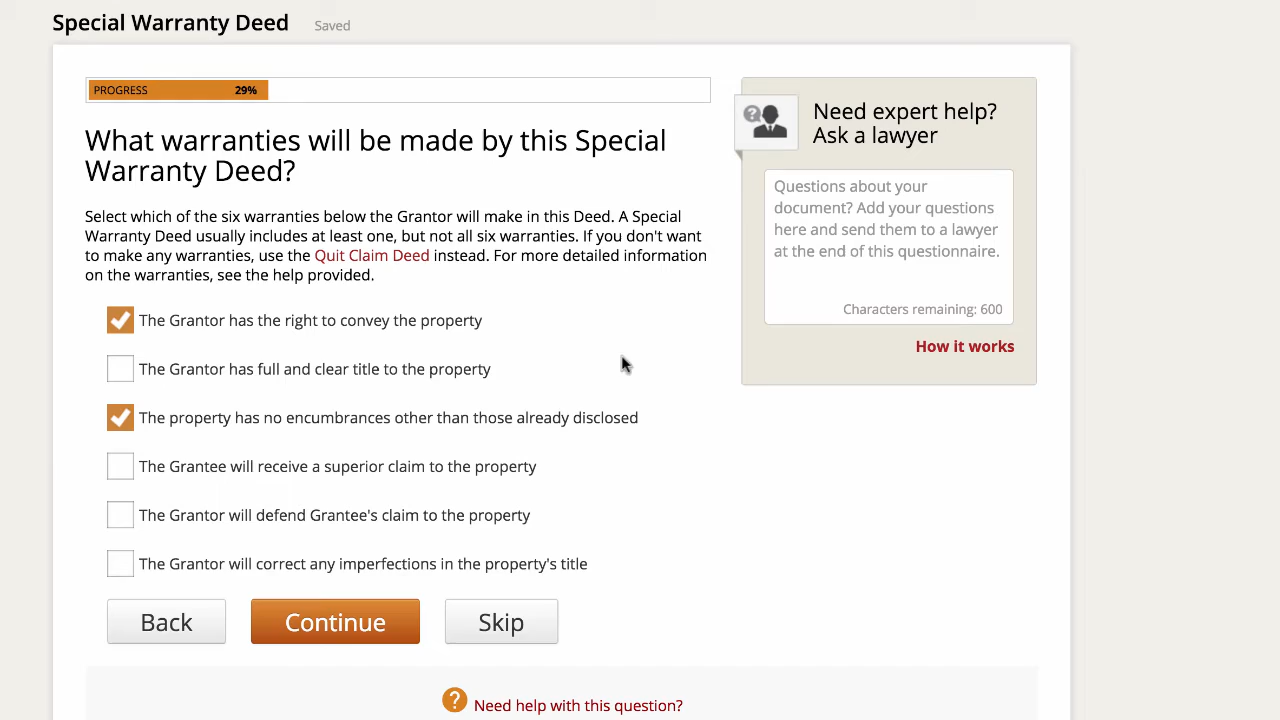 Special Warranty Deed Saved
PROGRESS 29%
What warranties will be made by this Special
Warranty Deed?
Select which of the six warranties below the Grantor will make in this Deed. A Special
Warranty Deed usually includes at least one, but not all six warranties. If you don't want
to make any warranties, use the Quit Claim Deed instead. For more detailed information
on the warranties, see the help provided.
The Grantor has the right to convey the property
The Grantor has full and clear title to the property
The property has no encumbrances other than those already disclosed
The Grantee will receive a superior claim to the property
The Grantor will defend Grantee's claim to the property
The Grantor will correct any imperfections in the property's title
Back Continue Skip
? Need help with this question?
?
Need expert help?
Ask a lawyer
Questions about your
document? Add your questions
here and send them to a lawyer
at the end of this questionnaire.
Characters remaining: 600
How it works